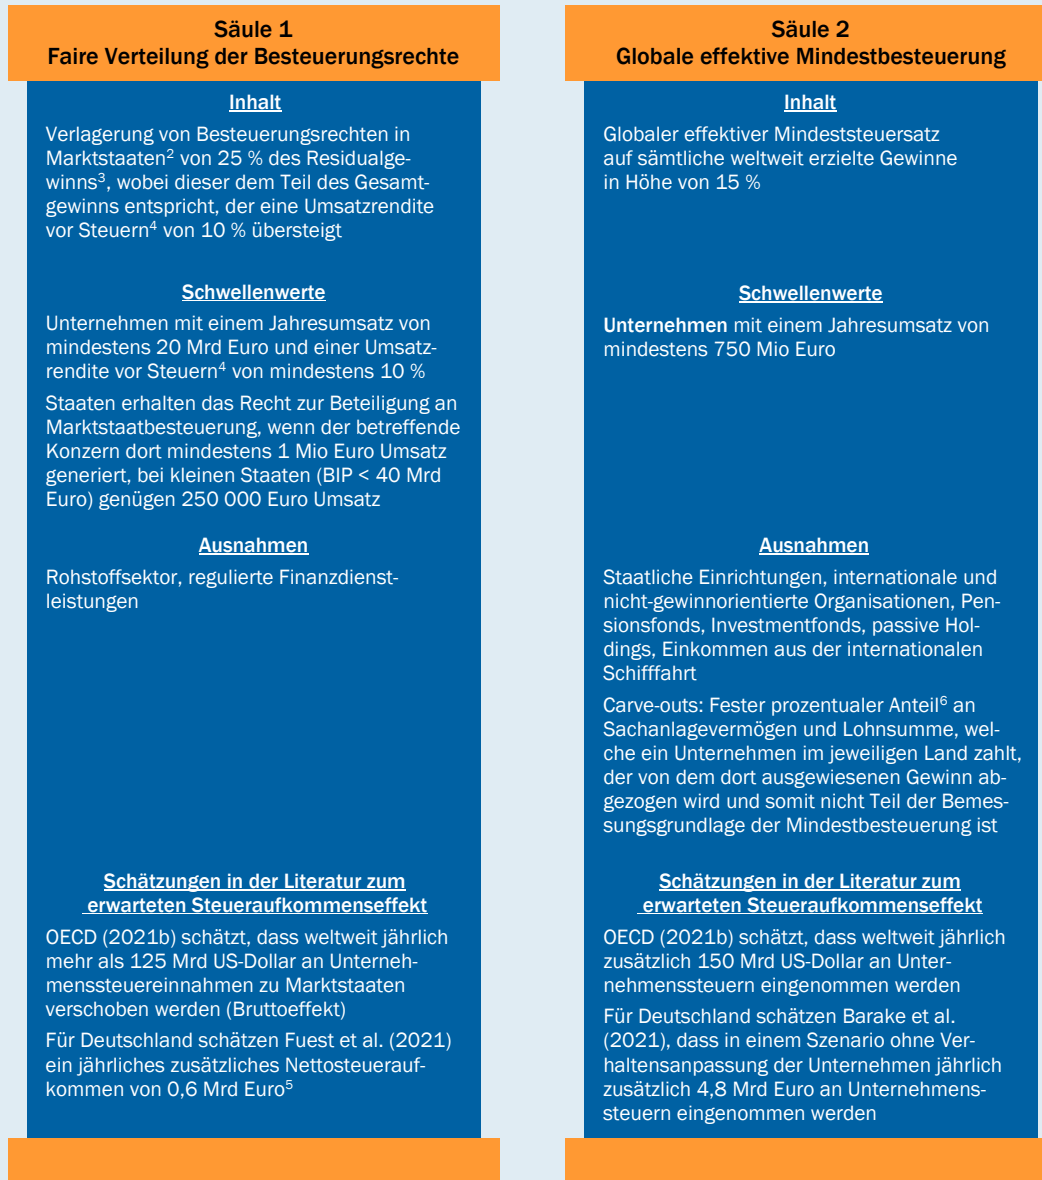 Säule 1
Faire Verteilung der Besteuerungsrechte
Inhalt
Verlagerung von Besteuerungsrechten in
Marktstaaten² von 25 % des Residualge-
winns³, wobei dieser dem Teil des Gesamt-
gewinns entspricht, der eine Umsatzrendite
vor Steuern⁴ von 10 % übersteigt
Schwellenwerte
Unternehmen mit einem Jahresumsatz von
mindestens 20 Mrd Euro und einer Umsatz-
rendite vor Steuern⁴ von mindestens 10 %
Staaten erhalten das Recht zur Beteiligung an
Marktstaatbesteuerung, wenn der betreffende
Konzern dort mindestens 1 Mio Euro Umsatz
generiert, bei kleinen Staaten (BIP < 40 Mrd
Euro) genügen 250 000 Euro Umsatz
Ausnahmen
Rohstoffsektor, regulierte Finanzdienst-
leistungen
Schätzungen in der Literatur zum
erwarteten Steueraufkommenseffekt
OECD (2021b) schätzt, dass weltweit jährlich
mehr als 125 Mrd US-Dollar an Unterneh-
menssteuereinnahmen zu Marktstaaten
verschoben werden (Bruttoeffekt)
Für Deutschland schätzen Fuest et al. (2021)
ein jährliches zusätzliches Nettosteuerauf-
kommen von 0,6 Mrd Euro⁵
Säule 2
Globale effektive Mindestbesteuerung
Inhalt
Globaler effektiver Mindeststeuersatz
auf sämtliche weltweit erzielte Gewinne
in Höhe von 15 %
Schwellenwerte
Unternehmen mit einem Jahresumsatz von
mindestens 750 Mio Euro
Ausnahmen
Staatliche Einrichtungen, internationale und
nicht-gewinnorientierte Organisationen, Pen-
sionsfonds, Investmentfonds, passive Hol-
dings, Einkommen aus der internationalen
Schifffahrt
Carve-outs: Fester prozentualer Anteil⁶ an
Sachanlagevermögen und Lohnsumme, wel-
che ein Unternehmen im jeweiligen Land zahlt,
der von dem dort ausgewiesenen Gewinn ab-
gezogen wird und somit nicht Teil der Bemes-
sungsgrundlage der Mindestbesteuerung ist
Schätzungen in der Literatur zum
erwarteten Steueraufkommenseffekt
OECD (2021b) schätzt, dass weltweit jährlich
zusätzlich 150 Mrd US-Dollar an Unter-
nehmenssteuern eingenommen werden
Für Deutschland schätzen Barake et al.
(2021), dass in einem Szenario ohne Ver-
haltensanpassung der Unternehmen jährlich
zusätzlich 4,8 Mrd Euro an Unternehmens-
steuern eingenommen werden